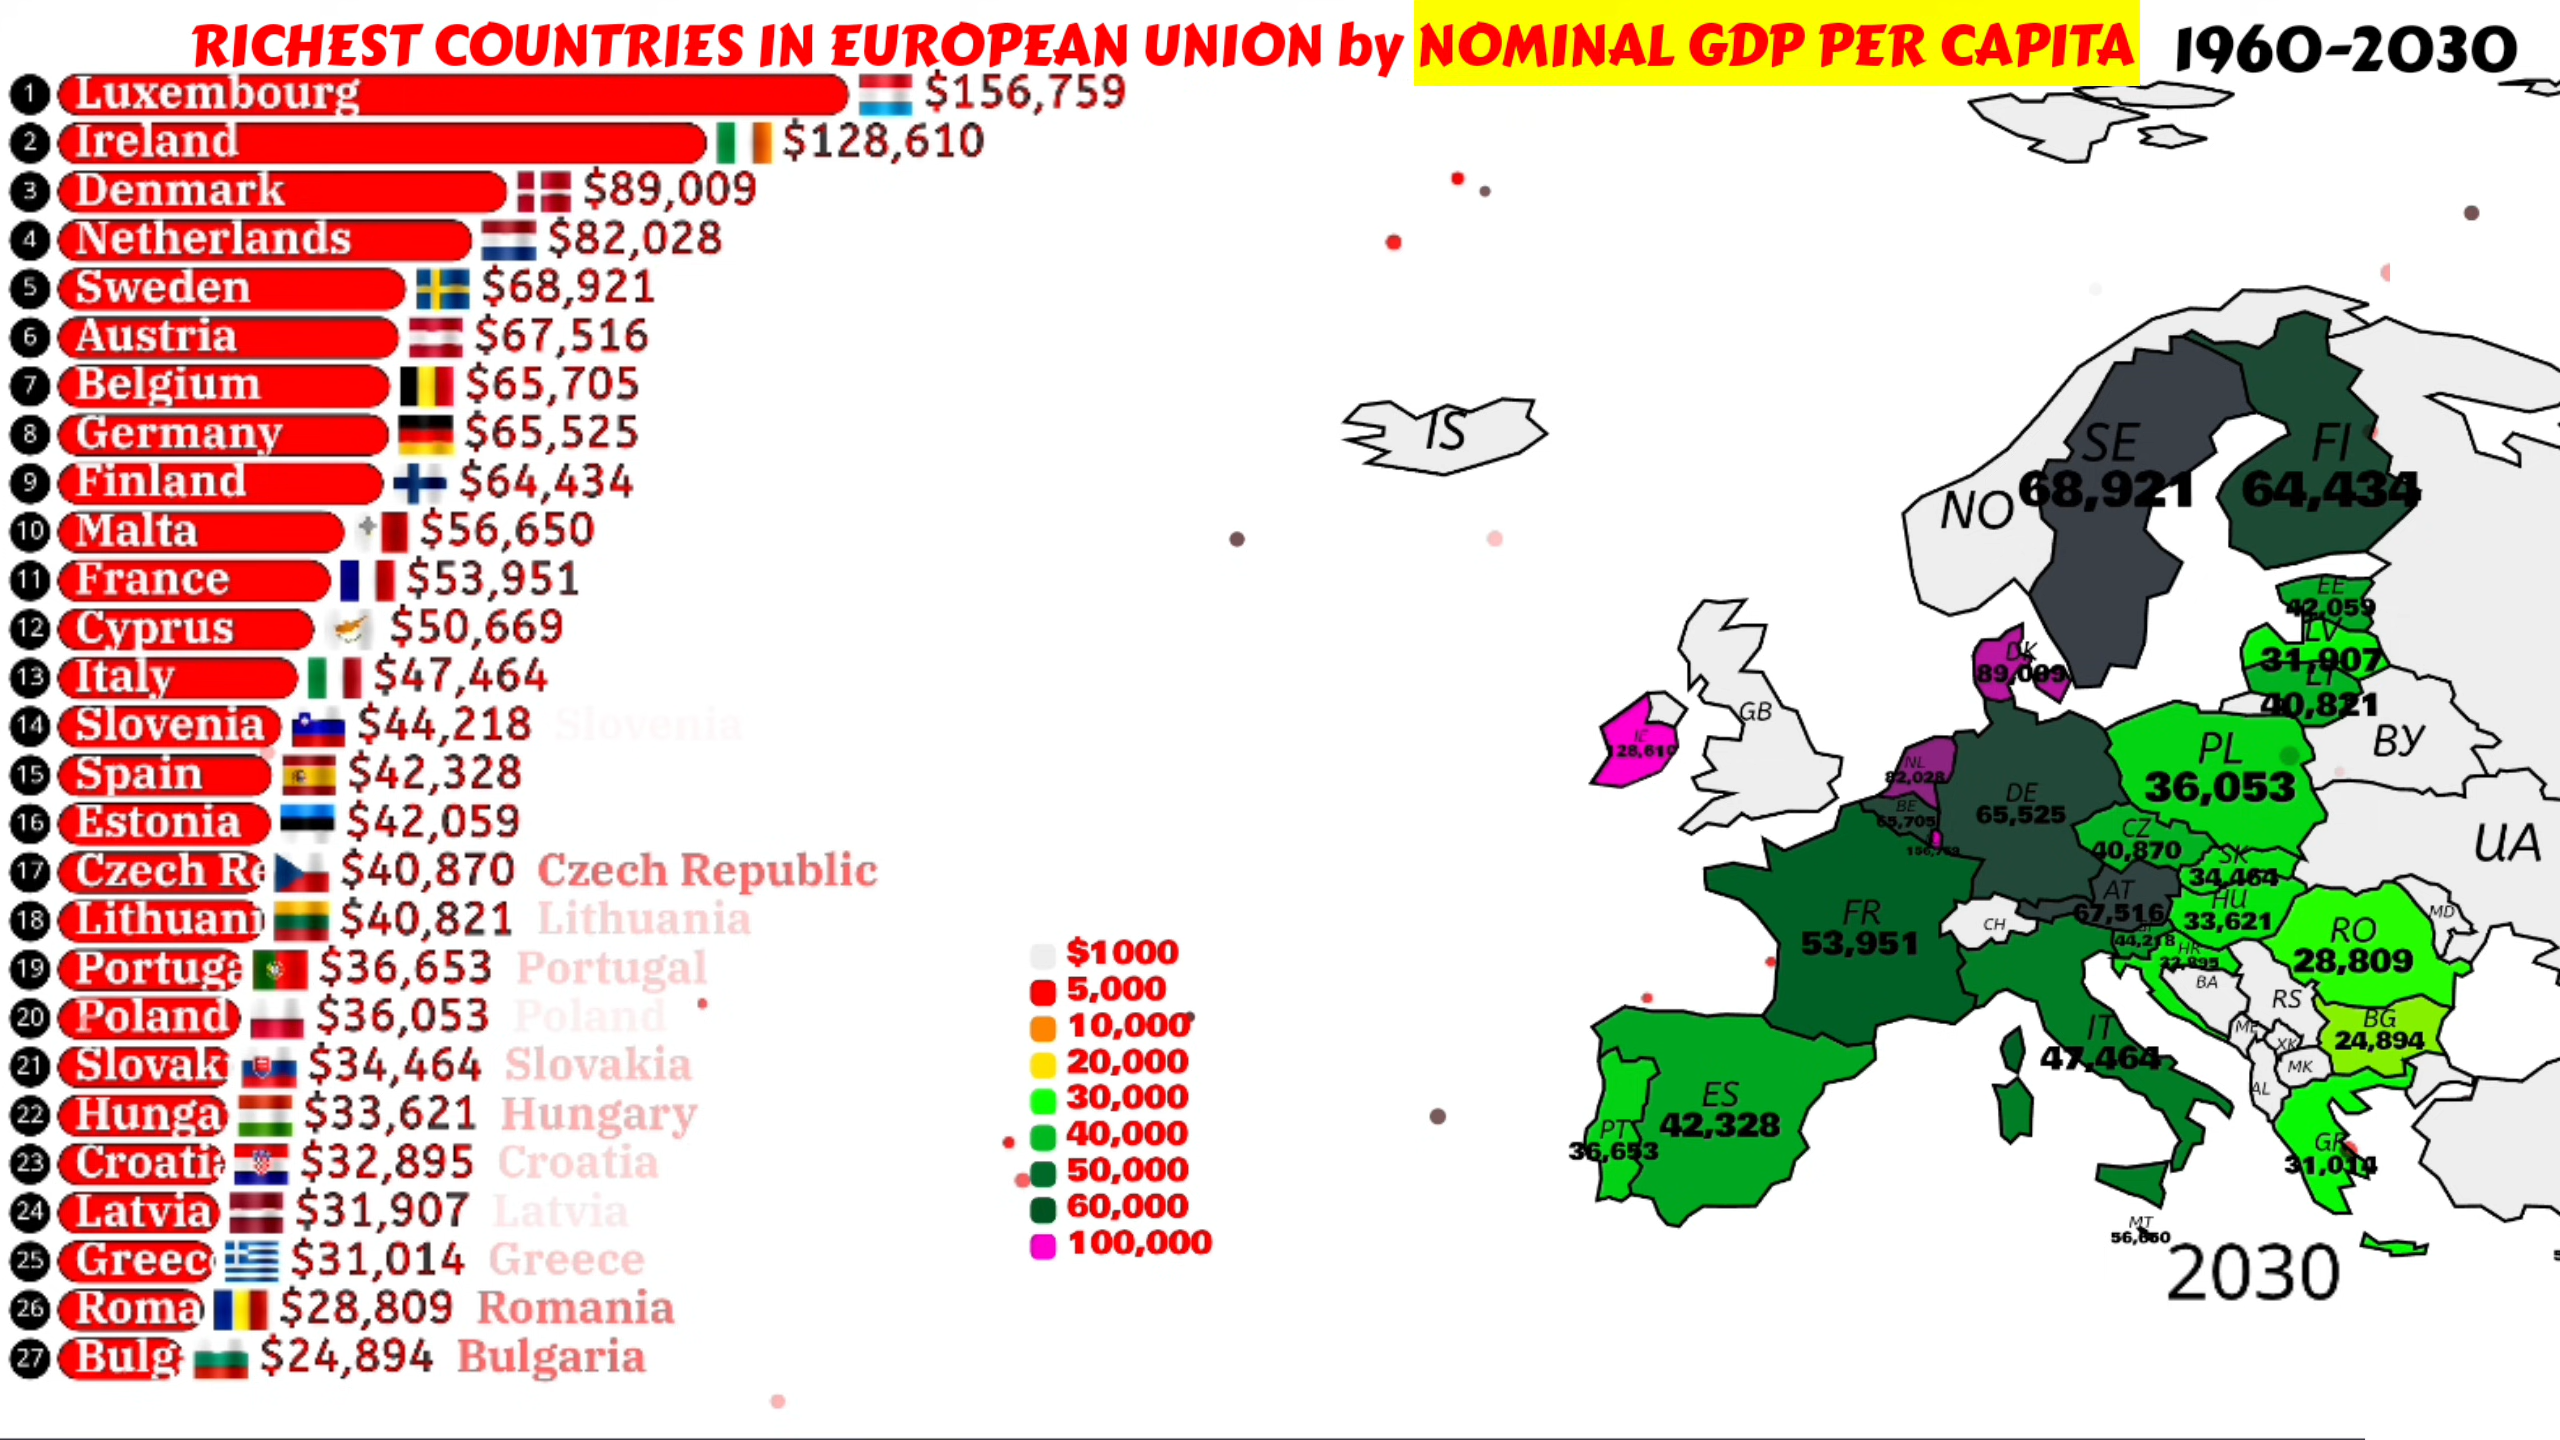 RICHEST COUNTRIES IN EUROPEAN UNION by NOMINAL GDP PER CAPITA 1960-2030
1 Luxembourg $156,759
2 Ireland $128,610
3 Denmark $89,009
4 Netherlands $82,028
5 Sweden $68,921
6 Austria $67,516
7 Belgium $65,705
8 Germany $65,525
9 Finland $64,434
10 Malta $56,650
11 France $53,951
12 Cyprus $50,669
13 Italy $47,464
14 Slovenia $44,218 Slovenia
15 Spain $42,328
16 Estonia $42,059
17 Czech Re $40,870 Czech Republic
18 Lithuani $40,821 Lithuania
19 Portuga $36,653 Portugal
20 Poland $36,053 Poland
21 Slovak $34,464 Slovakia
22 Hunga $33,621 Hungary
23 Croati $32,895 Croatia
24 Latvia $31,907 Latvia
25 Greec $31,014 Greece
26 Roma $28,809 Romania
27 Bulg $24,894 Bulgaria
$1000
5,000
10,000
20,000
30,000
40,000
50,000
60,000
100,000
IS
NO
SE
68,921
FI
64,434
EE
42,059
LV
31,907
LT
40,821
DK
89,009
GB
IE
128,610
NL
82,028
BE
65,705
156,759
DE
65,525
PL
36,053
BY
UA
CZ
40,870
SK
34,464
AT
67,516
HU
33,621
CH
FR
53,951
44,218
HR
32,895
BA
RS
RO
28,809
MD
BG
24,894
ME
XK
MK
AL
IT
47,464
ES
42,328
PT
36,653
GR
31,014
MT
56,650
2030